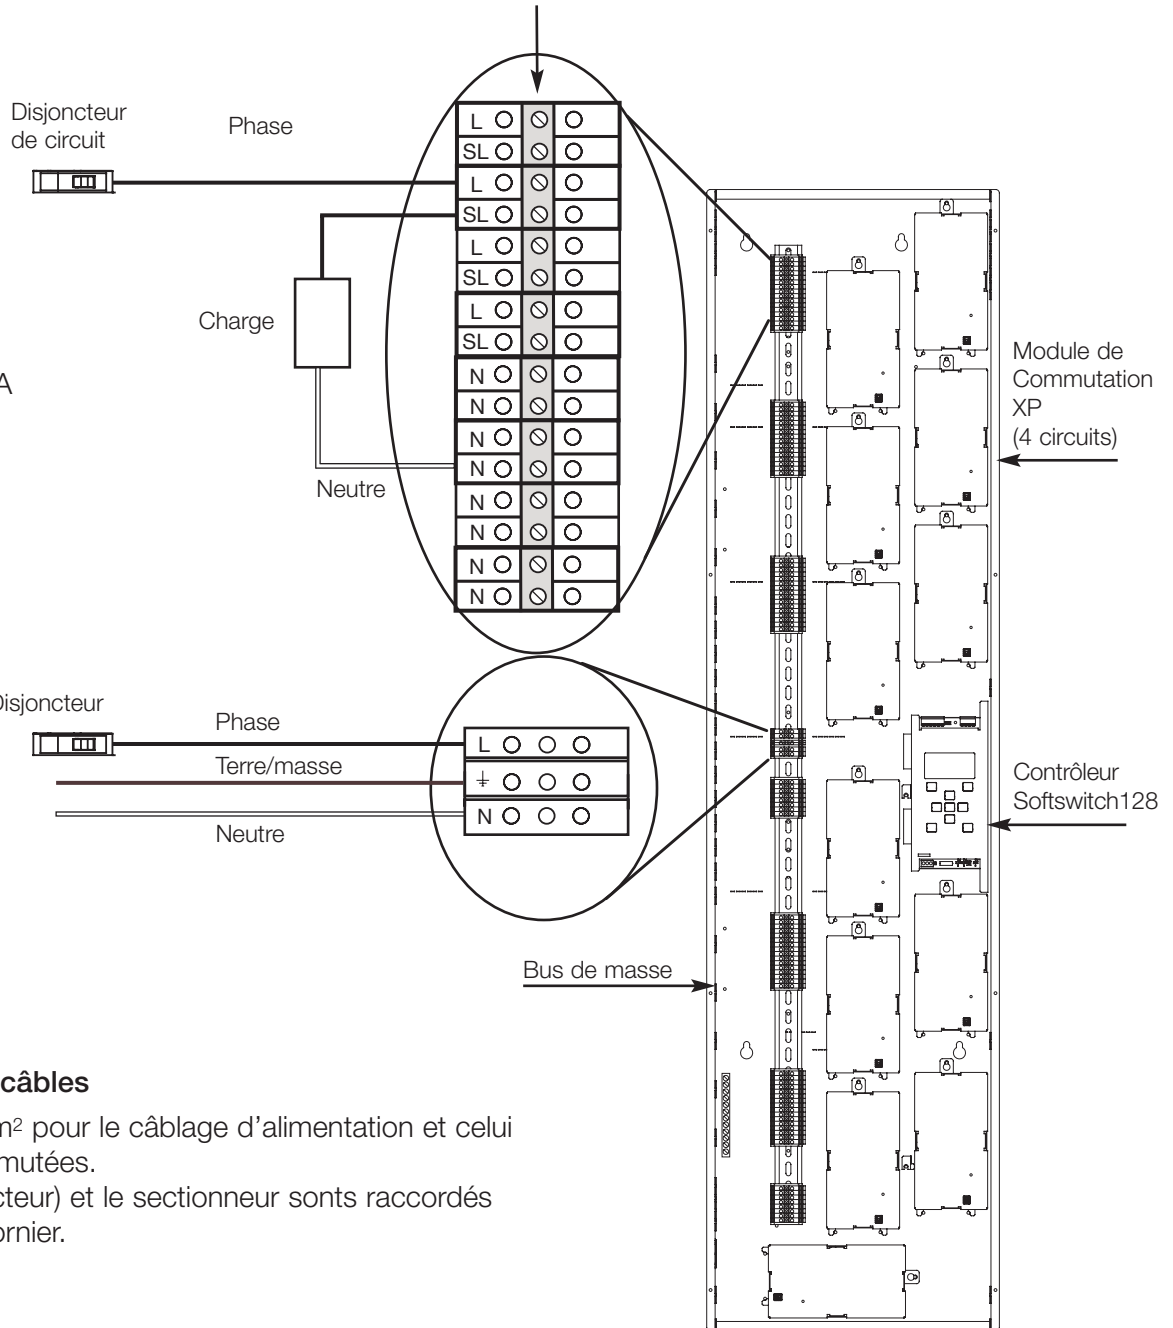 Disjoncteur
de circuit
Phase
L
SL
L
SL
L
SL
L
SL
N
N
N
N
N
N
N
N
Charge
A
Neutre
Module de
Commutation
XP
(4 circuits)
Disjoncteur
Phase
Terre/masse
Neutre
L
N
Contrôleur
Softswitch128
Bus de masse
câbles
m² pour le câblage d’alimentation et celui
mutées.
cteur) et le sectionneur sonts raccordés
ornier.